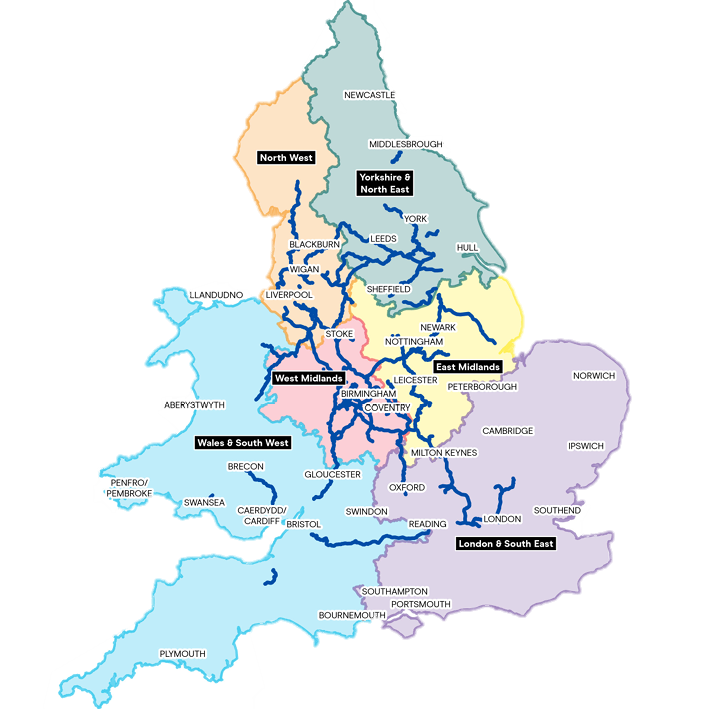 NEWCASTLE
MIDDLESBROUGH
North West
Yorkshire &
North East
YORK
LEEDS
BLACKBURN
HULL
WIGAN
LLANDUDNO
LIVERPOOL
SHEFFIELD
STOKE
NEWARK
NOTTINGHAM
East Midlands
West Midlands
LEICESTER
PETERBOROUGH
NORWICH
BIRMINGHAM
ABERY3TWYTH
COVENTRY
CAMBRIDGE
Wales & South West
IPSWICH
MILTON KEYNES
BRECON
GLOUCESTER
PENFRO/
PEMBROKE
OXFORD
SWANSEA
CAERDYDD/
CARDIFF
SWINDON
SOUTHEND
LONDON
BRISTOL
READING
London & South East
SOUTHAMPTON
PORTSMOUTH
BOURNEMOUTH
PLYMOUTH